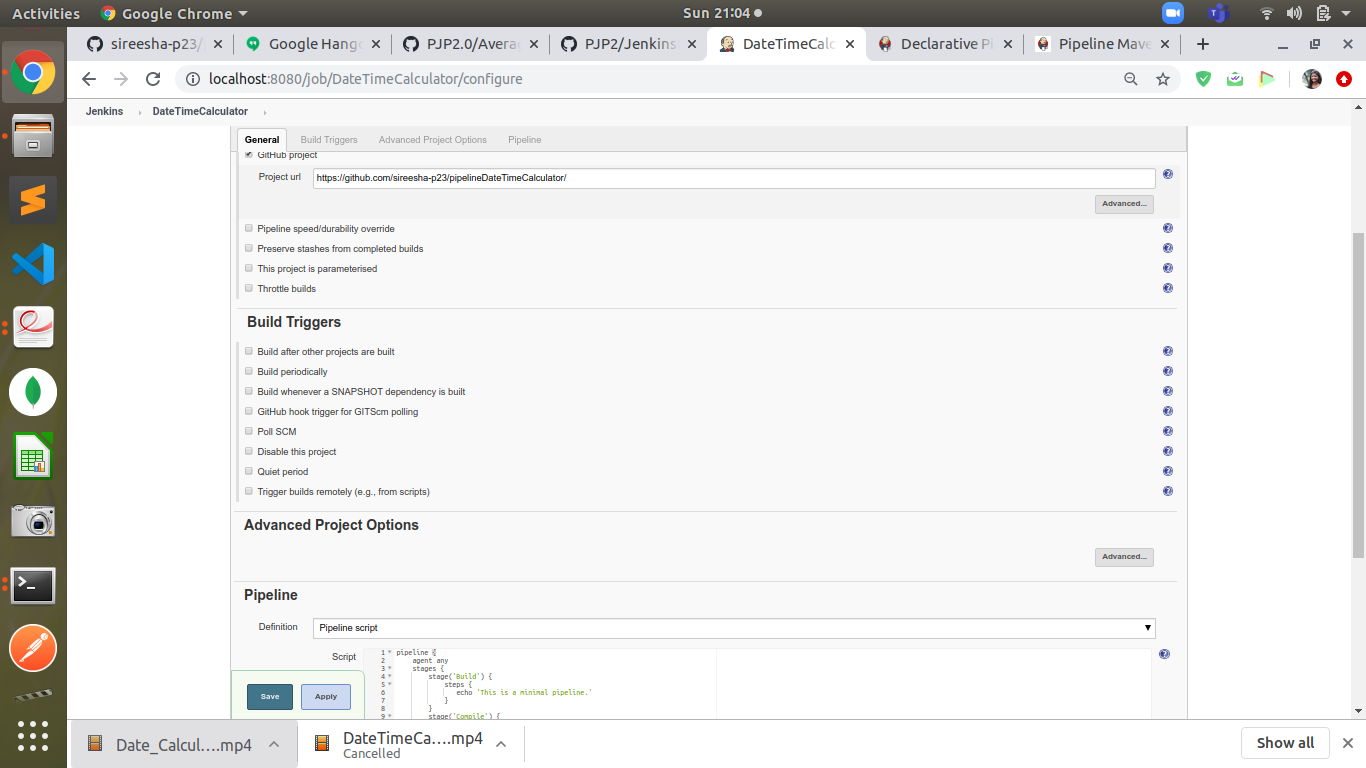 Activities
Google Chrome
Sun 21:04
sireesha-p23/
Google Hango
PJP2.0/Avera
PJP2/Jenkins
DateTimeCalc
Declarative Pi
Pipeline Mave
localhost:8080/job/DateTimeCalculator/configure
Jenkins
DateTimeCalculator
General
Build Triggers
Advanced Project Options
Pipeline
GitHub project
Project url
https://github.com/sireesha-p23/pipelineDateTimeCalculator/
Advanced...
Pipeline speed/durability override
Preserve stashes from completed builds
This project is parameterised
Throttle builds
Build Triggers
Build after other projects are built
Build periodically
Build whenever a SNAPSHOT dependency is built
GitHub hook trigger for GITScm polling
Poll SCM
Disable this project
Quiet period
Trigger builds remotely (e.g., from scripts)
Advanced Project Options
Advanced...
Pipeline
Definition
Pipeline script
Script
1 pipeline {
2 agent any
3 stages {
4 stage('Build') {
5 steps {
6 echo 'This is a minimal pipeline.'
7 }
8 }
9 stage('Compile') {
Save
Apply
Date_Calcul....mp4
DateTimeCa....mp4
Cancelled
Show all